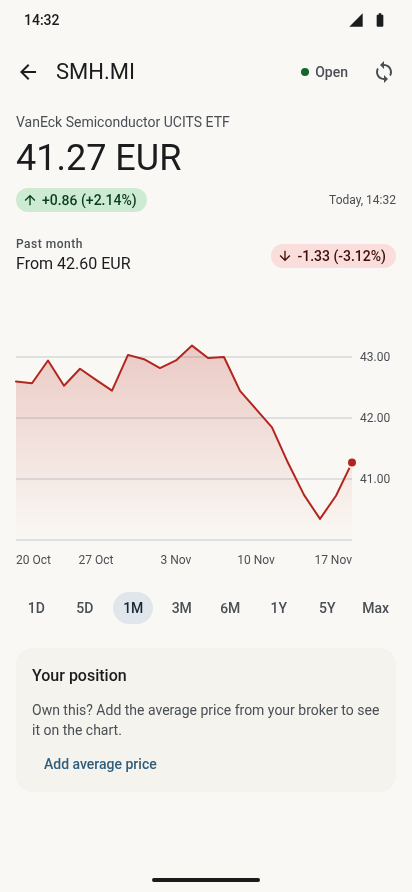 14:32
SMH.MI
Open
VanEck Semiconductor UCITS ETF
41.27 EUR
+0.86 (+2.14%)
Today, 14:32
Past month
From 42.60 EUR
-1.33 (-3.12%)
43.00
42.00
41.00
20 Oct 27 Oct 3 Nov 10 Nov 17 Nov
1D 5D 1M 3M 6M 1Y 5Y Max
Your position
Own this? Add the average price from your broker to see
it on the chart.
Add average price